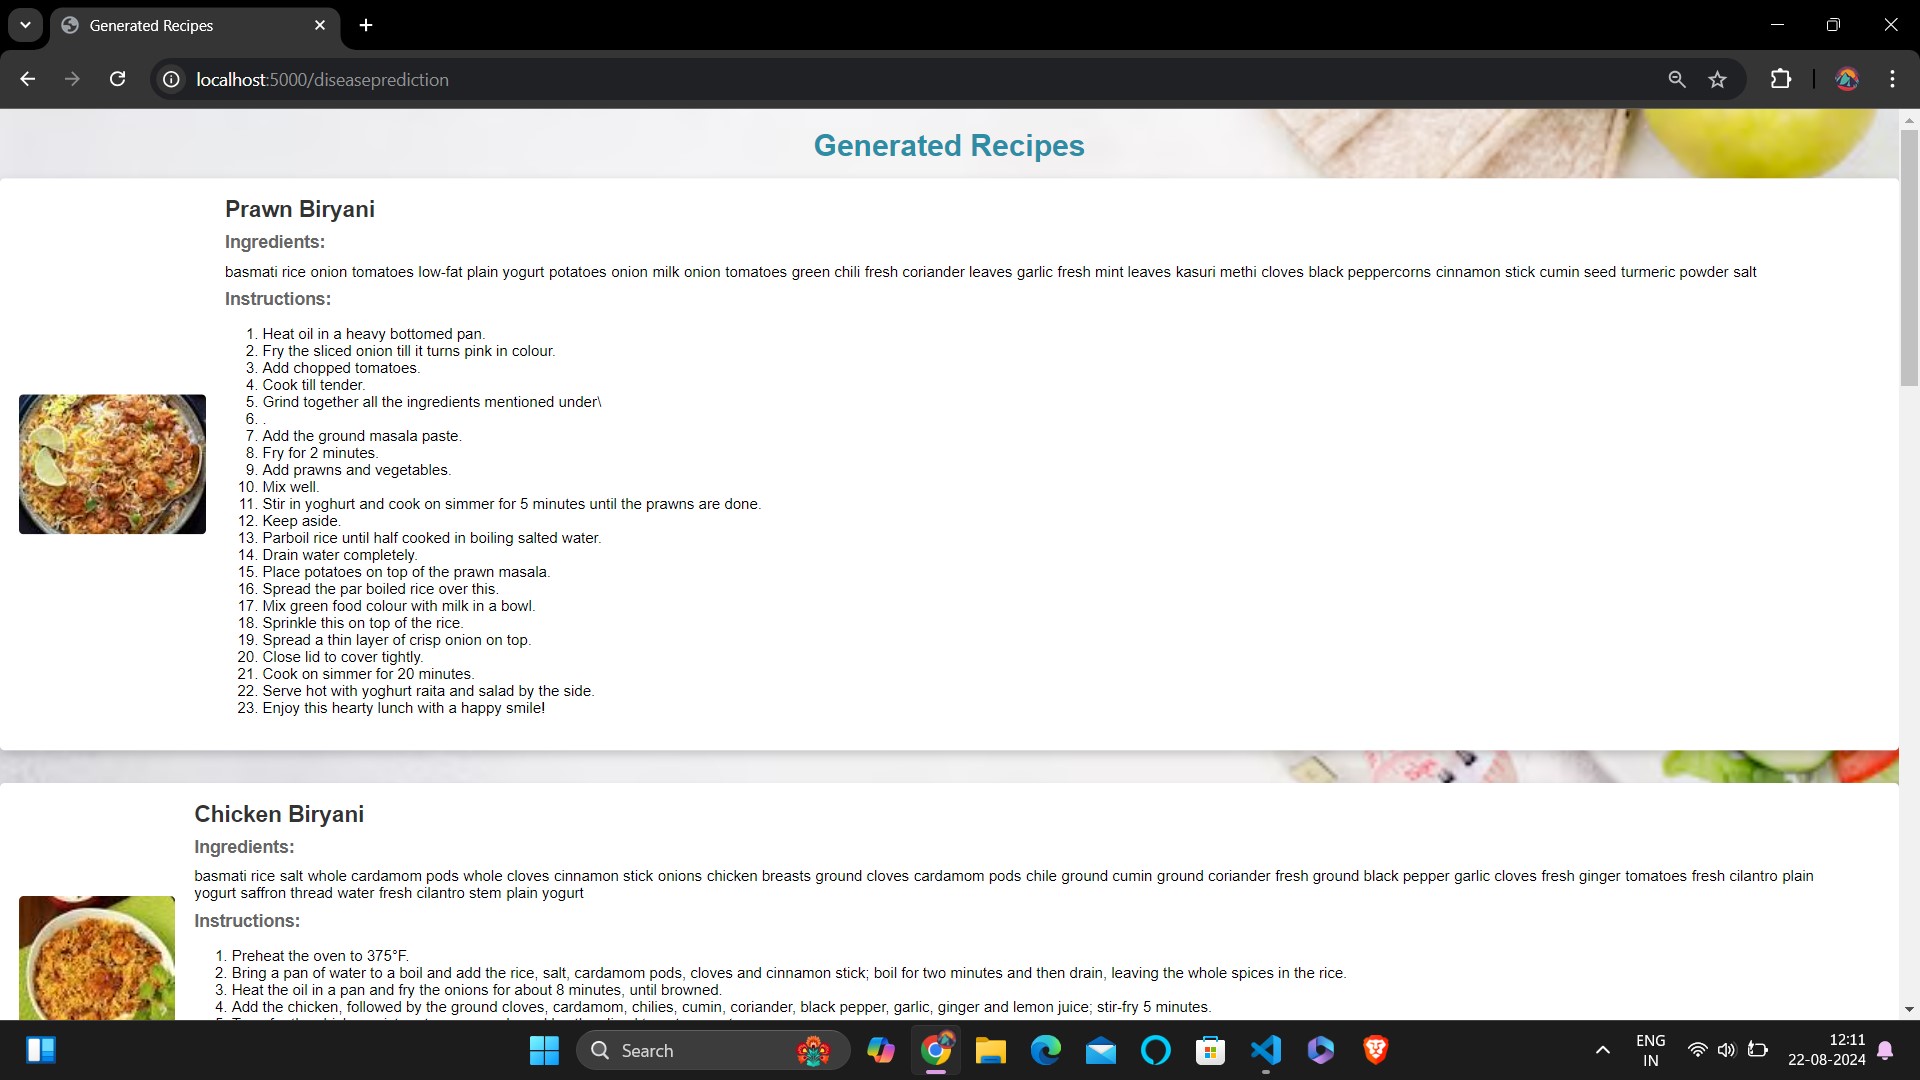 Generated Recipes
localhost:5000/diseaseprediction
Generated Recipes
Prawn Biryani
Ingredients:
basmati rice onion tomatoes low-fat plain yogurt potatoes onion milk onion tomatoes green chili fresh coriander leaves garlic fresh mint leaves kasuri methi cloves black peppercorns cinnamon stick cumin seed turmeric powder salt
Instructions:
1. Heat oil in a heavy bottomed pan.
2. Fry the sliced onion till it turns pink in colour.
3. Add chopped tomatoes.
4. Cook till tender.
5. Grind together all the ingredients mentioned under\
6. .
7. Add the ground masala paste.
8. Fry for 2 minutes.
9. Add prawns and vegetables.
10. Mix well.
11. Stir in yoghurt and cook on simmer for 5 minutes until the prawns are done.
12. Keep aside.
13. Parboil rice until half cooked in boiling salted water.
14. Drain water completely.
15. Place potatoes on top of the prawn masala.
16. Spread the par boiled rice over this.
17. Mix green food colour with milk in a bowl.
18. Sprinkle this on top of the rice.
19. Spread a thin layer of crisp onion on top.
20. Close lid to cover tightly.
21. Cook on simmer for 20 minutes.
22. Serve hot with yoghurt raita and salad by the side.
23. Enjoy this hearty lunch with a happy smile!
Chicken Biryani
Ingredients:
basmati rice salt whole cardamom pods whole cloves cinnamon stick onions chicken breasts ground cloves cardamom pods chile ground cumin ground coriander fresh ground black pepper garlic cloves fresh ginger tomatoes fresh cilantro plain
yogurt saffron thread water fresh cilantro stem plain yogurt
Instructions:
1. Preheat the oven to 375°F.
2. Bring a pan of water to a boil and add the rice, salt, cardamom pods, cloves and cinnamon stick; boil for two minutes and then drain, leaving the whole spices in the rice.
3. Heat the oil in a pan and fry the onions for about 8 minutes, until browned.
4. Add the chicken, followed by the ground cloves, cardamom, chilies, cumin, coriander, black pepper, garlic, ginger and lemon juice; stir-fry 5 minutes.
Search
ENG
IN
12:11
22-08-2024